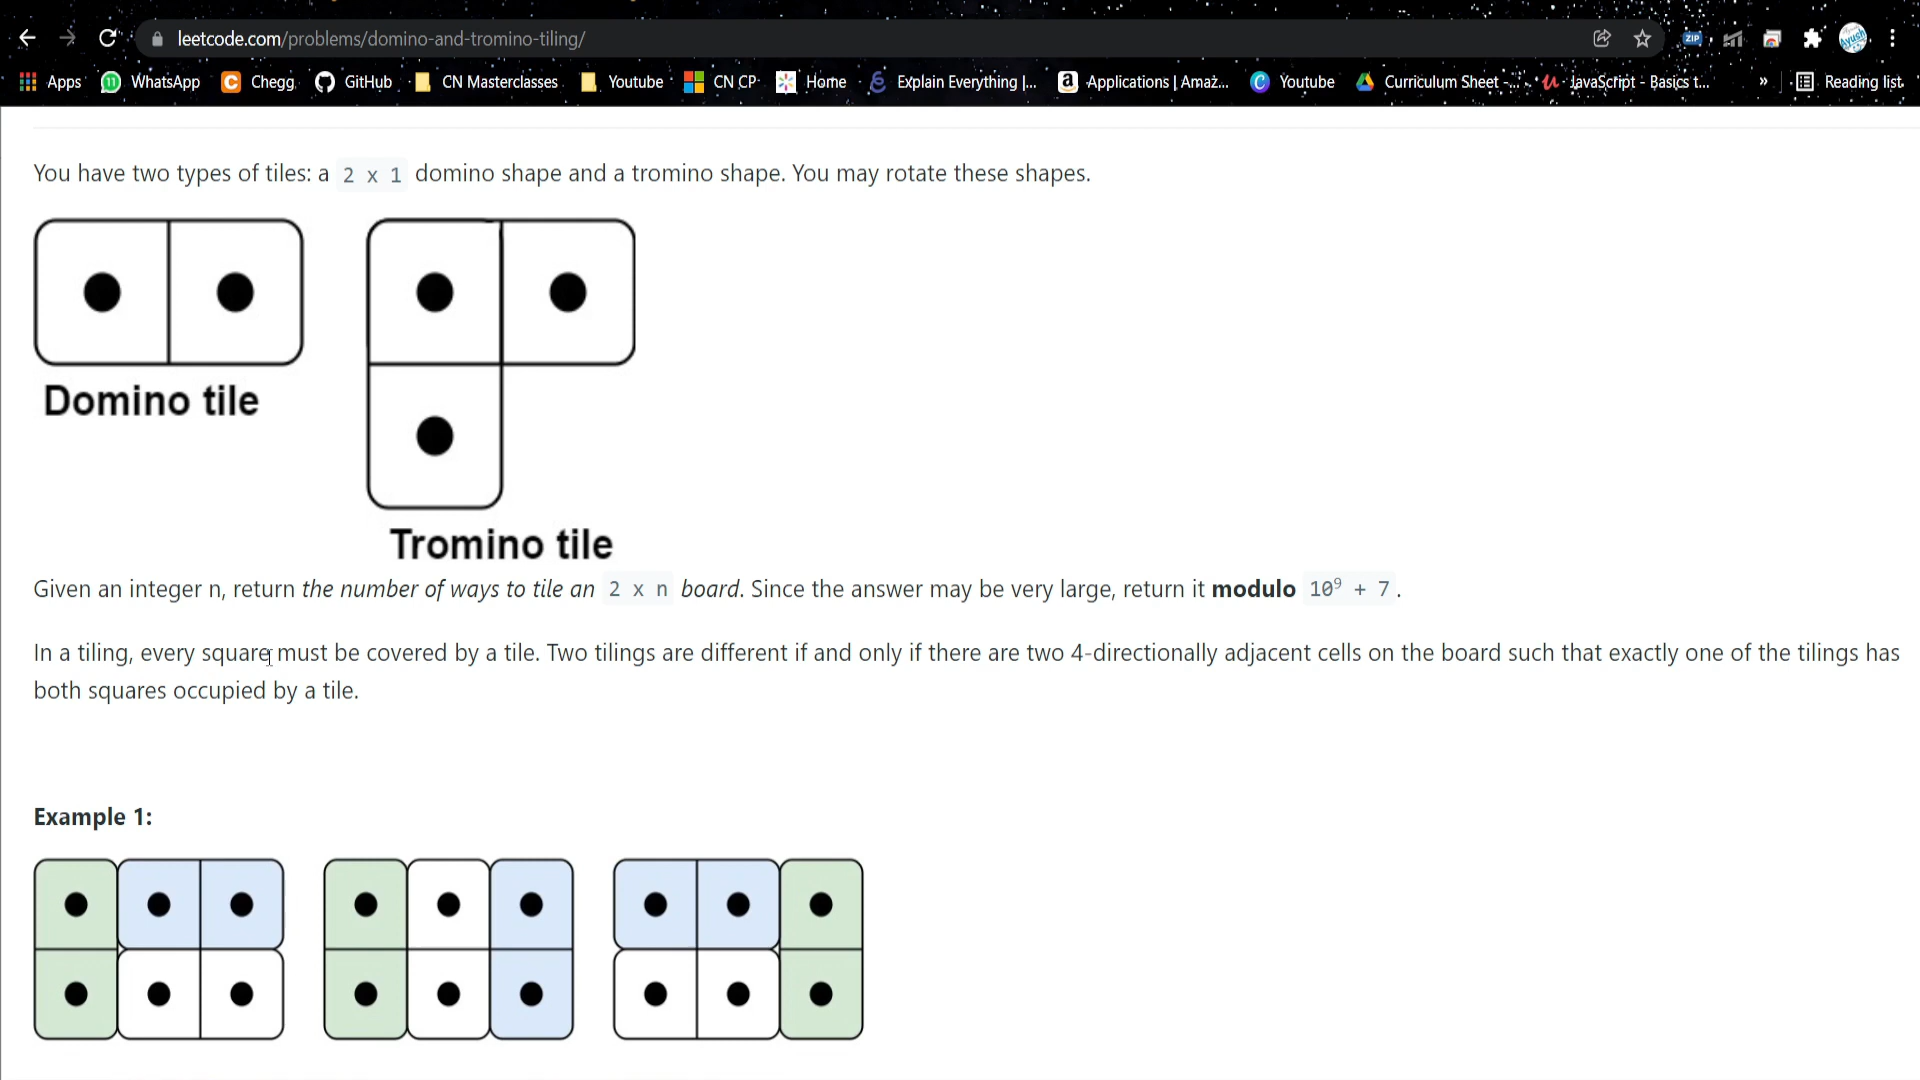 leetcode.com/problems/domino-and-tromino-tiling/
ZIP
Apps WhatsApp Chegg GitHub CN Masterclasses Youtube CN CP Home Explain Everything |... Applications | Amaz... Youtube Curriculum Sheet -... JavaScript - Basics t... » Reading list
You have two types of tiles: a 2 x 1 domino shape and a tromino shape. You may rotate these shapes.
Domino tile
Tromino tile
Given an integer n, return the number of ways to tile an 2 x n board. Since the answer may be very large, return it modulo 10⁹ + 7.
In a tiling, every square must be covered by a tile. Two tilings are different if and only if there are two 4-directionally adjacent cells on the board such that exactly one of the tilings has
both squares occupied by a tile.
Example 1: